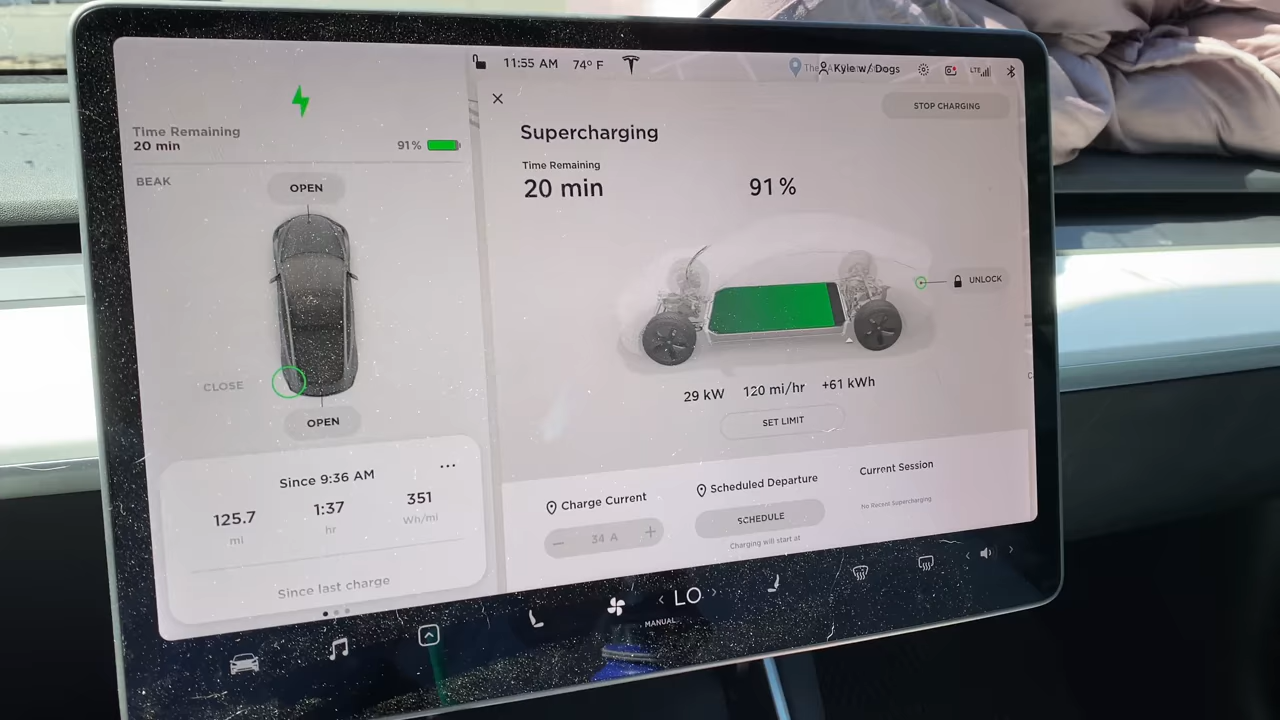 11:55 AM 74° F
Kyle w/ Dogs
LTE
Time Remaining
20 min
91%
BEAK
OPEN
CLOSE
OPEN
Since 9:36 AM
125.7 1:37 351
mi hr Wh/mi
Since last charge
STOP CHARGING
Supercharging
Time Remaining
20 min 91%
UNLOCK
29 kW 120 mi/hr +61 kWh
SET LIMIT
Charge Current
34 A
Scheduled Departure
SCHEDULE
Charging will start at
Current Session
No Recent Supercharging
LO
MANUAL